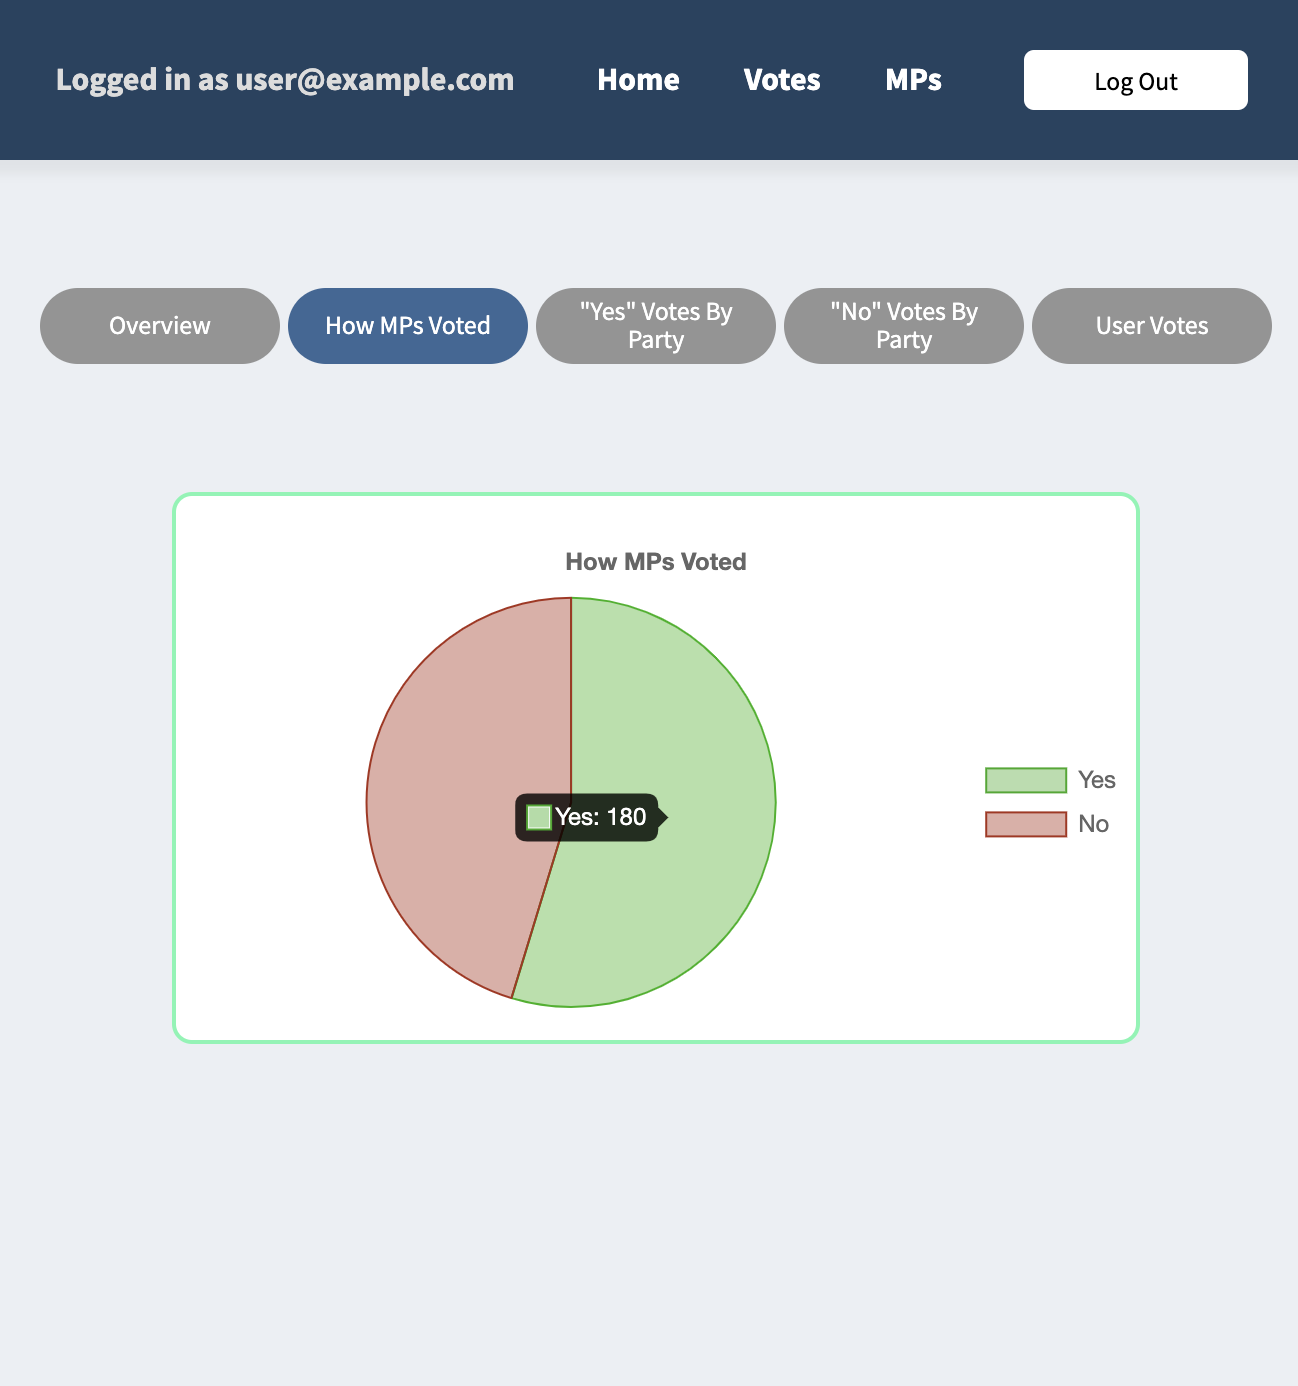 Logged in as user@example.com
Home
Votes
MPs
Log Out
Overview
How MPs Voted
"Yes" Votes By
Party
"No" Votes By
Party
User Votes
How MPs Voted
Yes
No
Yes: 180